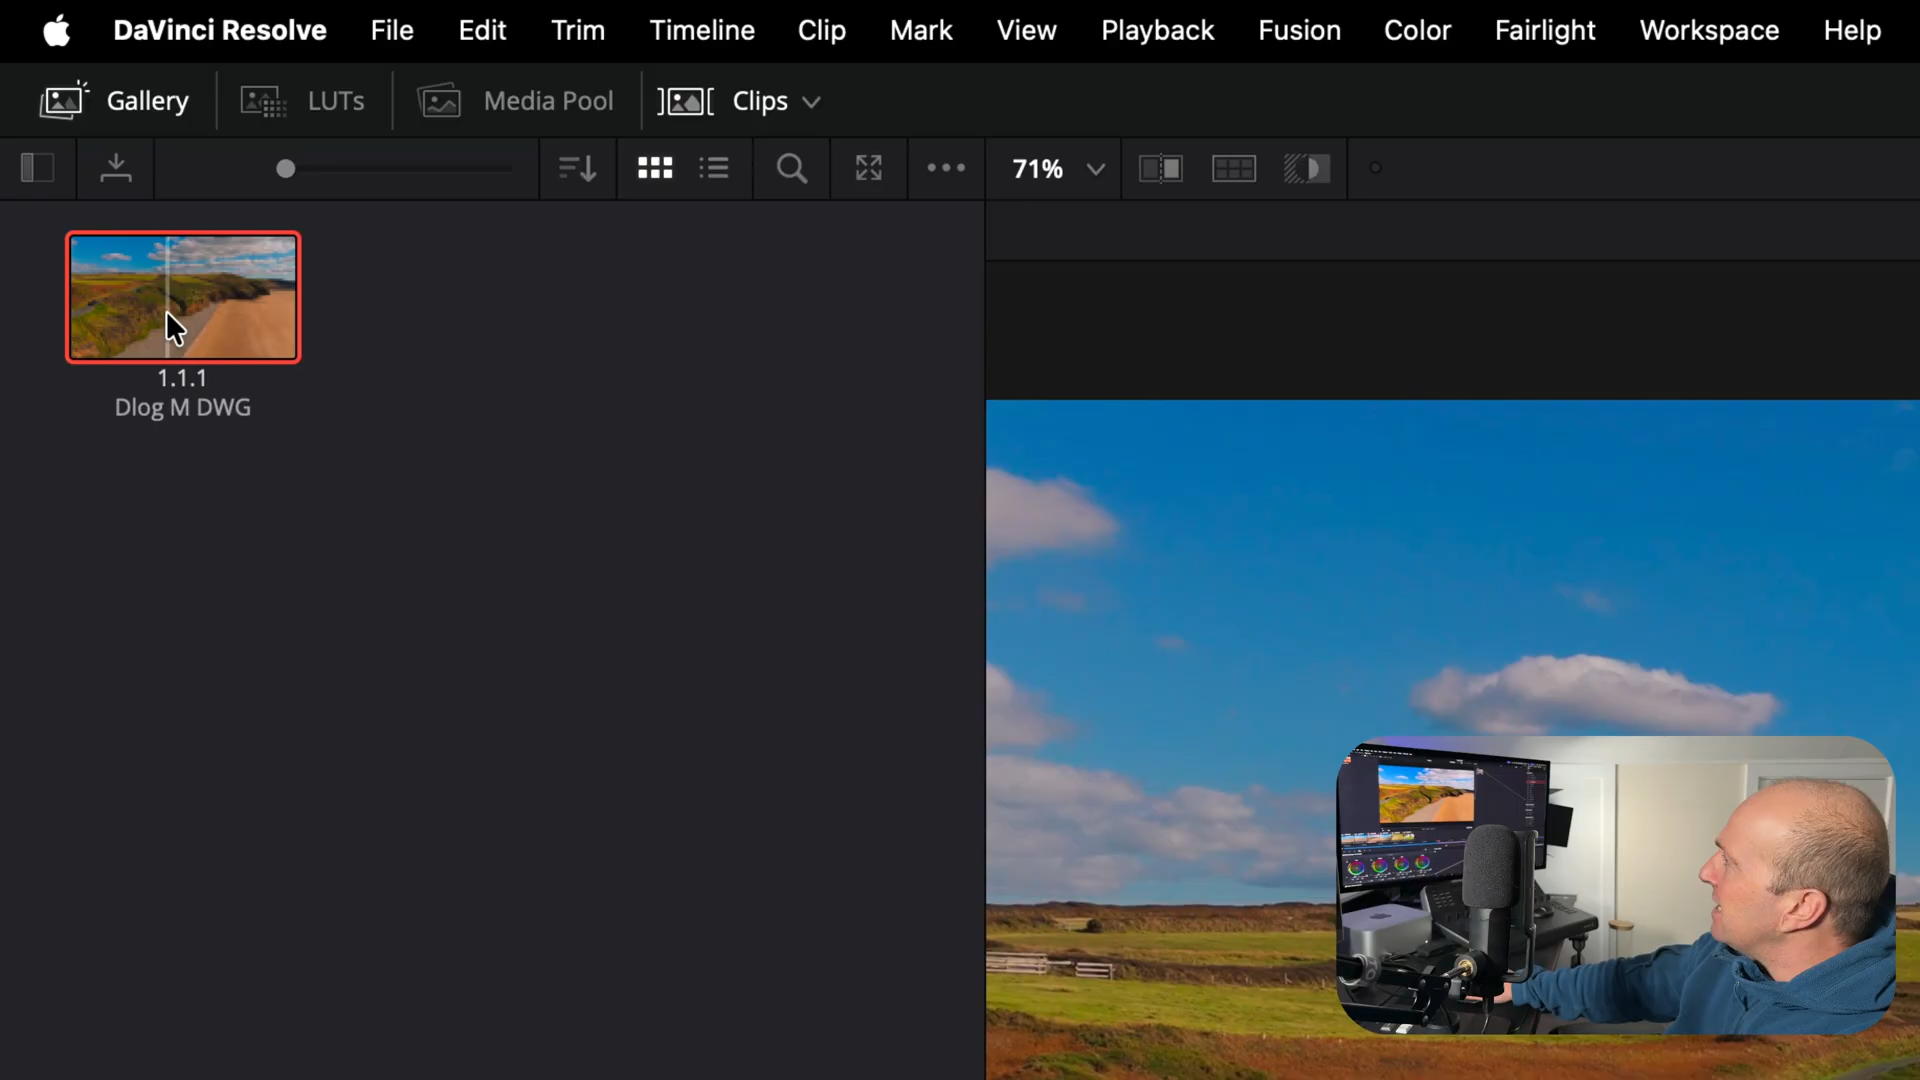 DaVinci Resolve File Edit Trim Timeline Clip Mark View Playback Fusion Color Fairlight Workspace Help
Gallery LUTs Media Pool Clips
71%
1.1.1
Dlog M DWG